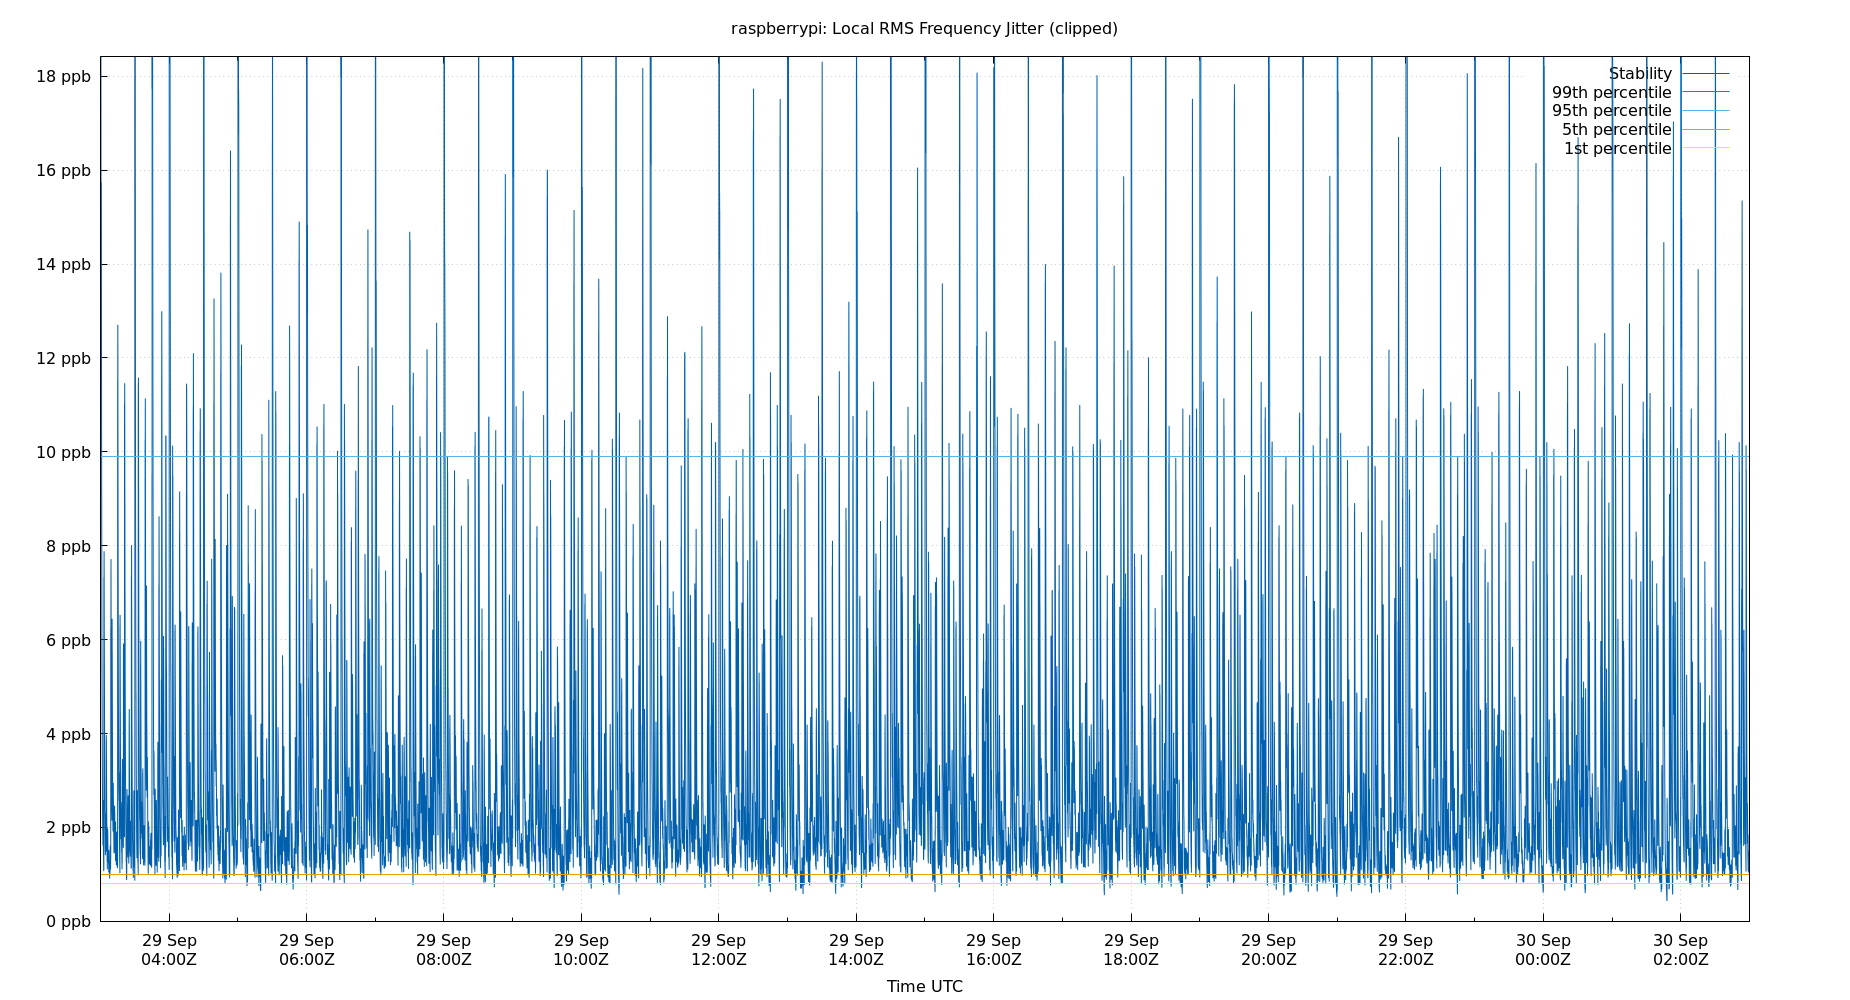 raspberrypi: Local RMS Frequency Jitter (clipped)
18 ppb
16 ppb
14 ppb
12 ppb
10 ppb
8 ppb
6 ppb
4 ppb
2 ppb
0 ppb
Stability
99th percentile
95th percentile
5th percentile
1st percentile
29 Sep 29 Sep 29 Sep 29 Sep 29 Sep 29 Sep 29 Sep 29 Sep 29 Sep 29 Sep 30 Sep 30 Sep
04:00Z 06:00Z 08:00Z 10:00Z 12:00Z 14:00Z 16:00Z 18:00Z 20:00Z 22:00Z 00:00Z 02:00Z
Time UTC